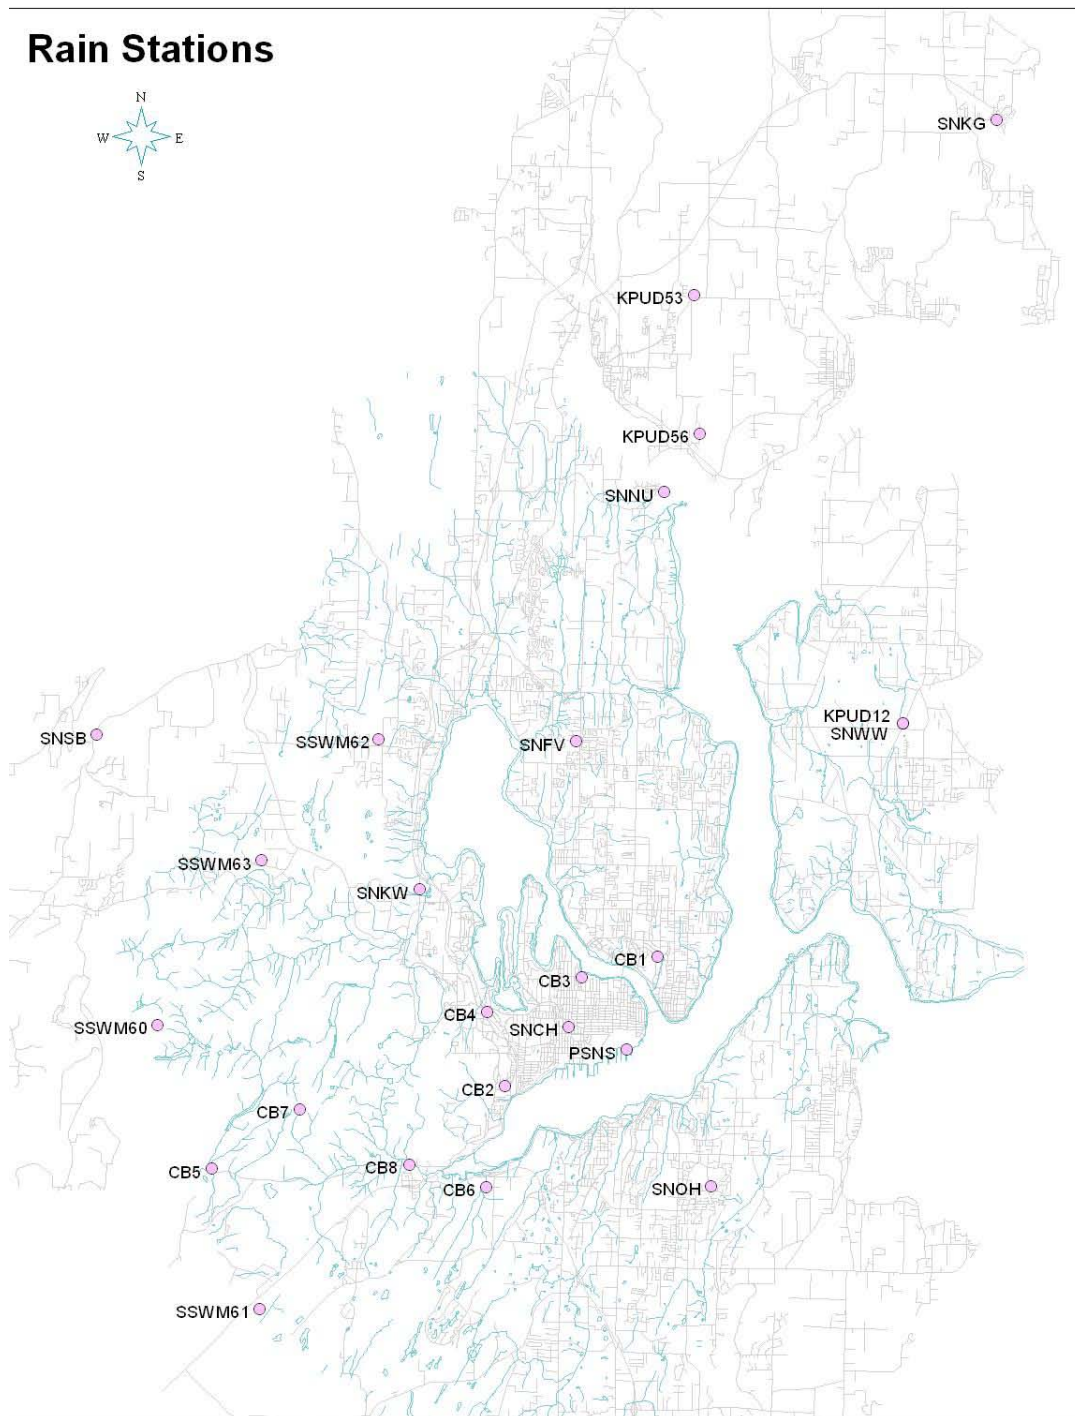 Rain Stations
N
W E
S
SNKG
KPUD53
KPUD56
SNNU
KPUD12
SNWW
SNSB
SSWM62
SNFV
SSWM63
SNKW
CB1
CB3
CB4
SSWM60
SNCH
PSNS
CB2
CB7
CB8
CB5
CB6
SNOH
SSWM61